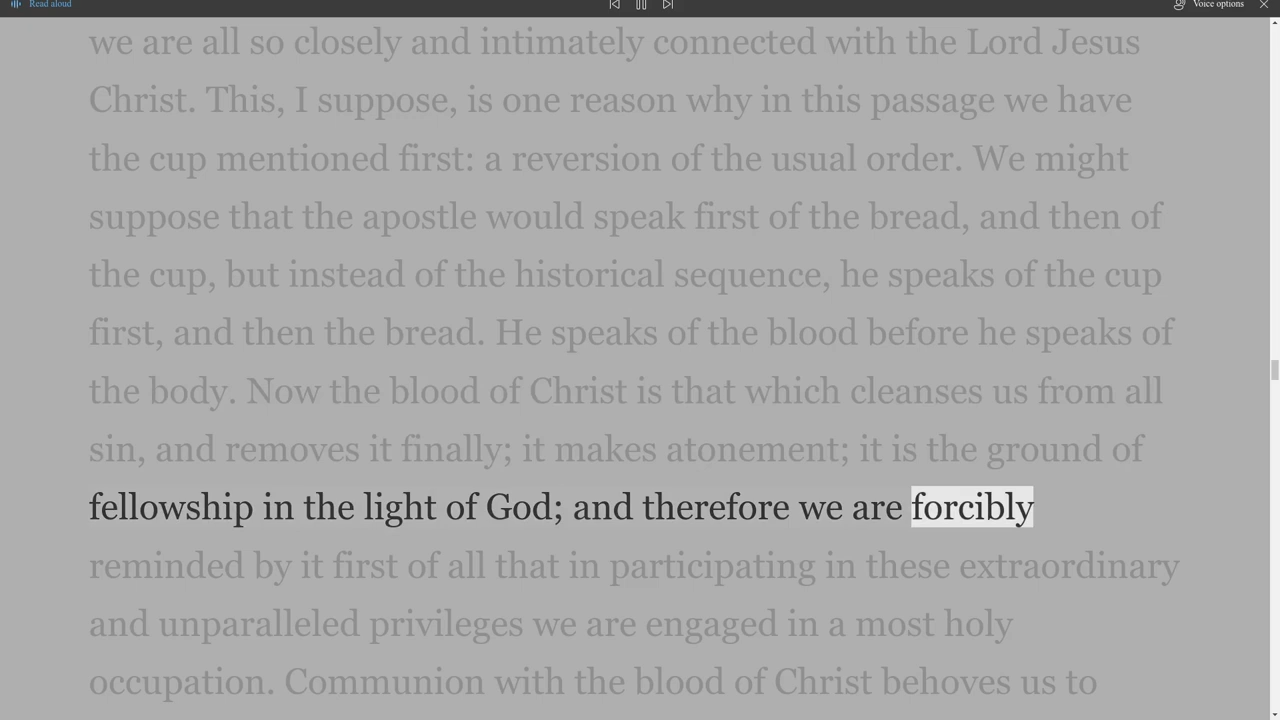 Read aloud
Voice options
we are all so closely and intimately connected with the Lord Jesus
Christ. This, I suppose, is one reason why in this passage we have
the cup mentioned first: a reversion of the usual order. We might
suppose that the apostle would speak first of the bread, and then of
the cup, but instead of the historical sequence, he speaks of the cup
first, and then the bread. He speaks of the blood before he speaks of
the body. Now the blood of Christ is that which cleanses us from all
sin, and removes it finally; it makes atonement; it is the ground of
fellowship in the light of God; and therefore we are forcibly
reminded by it first of all that in participating in these extraordinary
and unparalleled privileges we are engaged in a most holy
occupation. Communion with the blood of Christ behoves us to